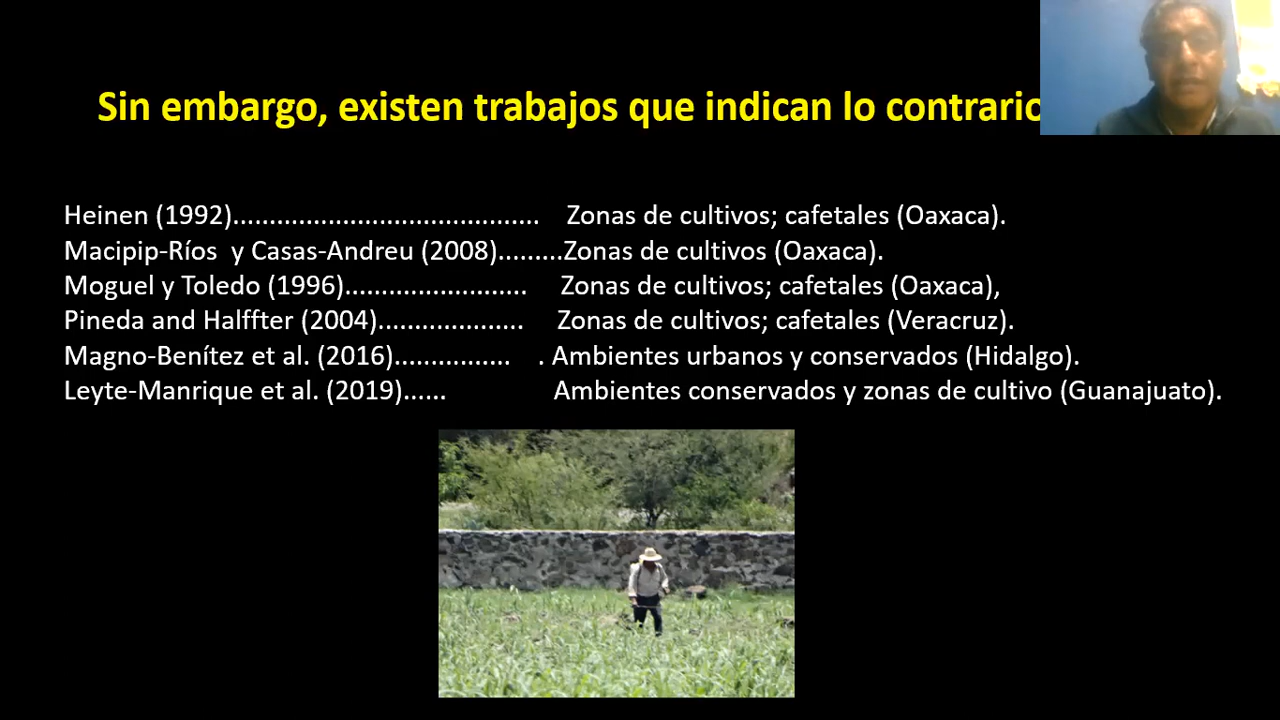 Sin embargo, existen trabajos que indican lo contrario
Heinen (1992)......................................... Zonas de cultivos; cafetales (Oaxaca).
Macipip-Ríos y Casas-Andreu (2008).........Zonas de cultivos (Oaxaca).
Moguel y Toledo (1996)......................... Zonas de cultivos; cafetales (Oaxaca),
Pineda and Halffter (2004).................... Zonas de cultivos; cafetales (Veracruz).
Magno-Benítez et al. (2016)................ . Ambientes urbanos y conservados (Hidalgo).
Leyte-Manrique et al. (2019)...... Ambientes conservados y zonas de cultivo (Guanajuato).